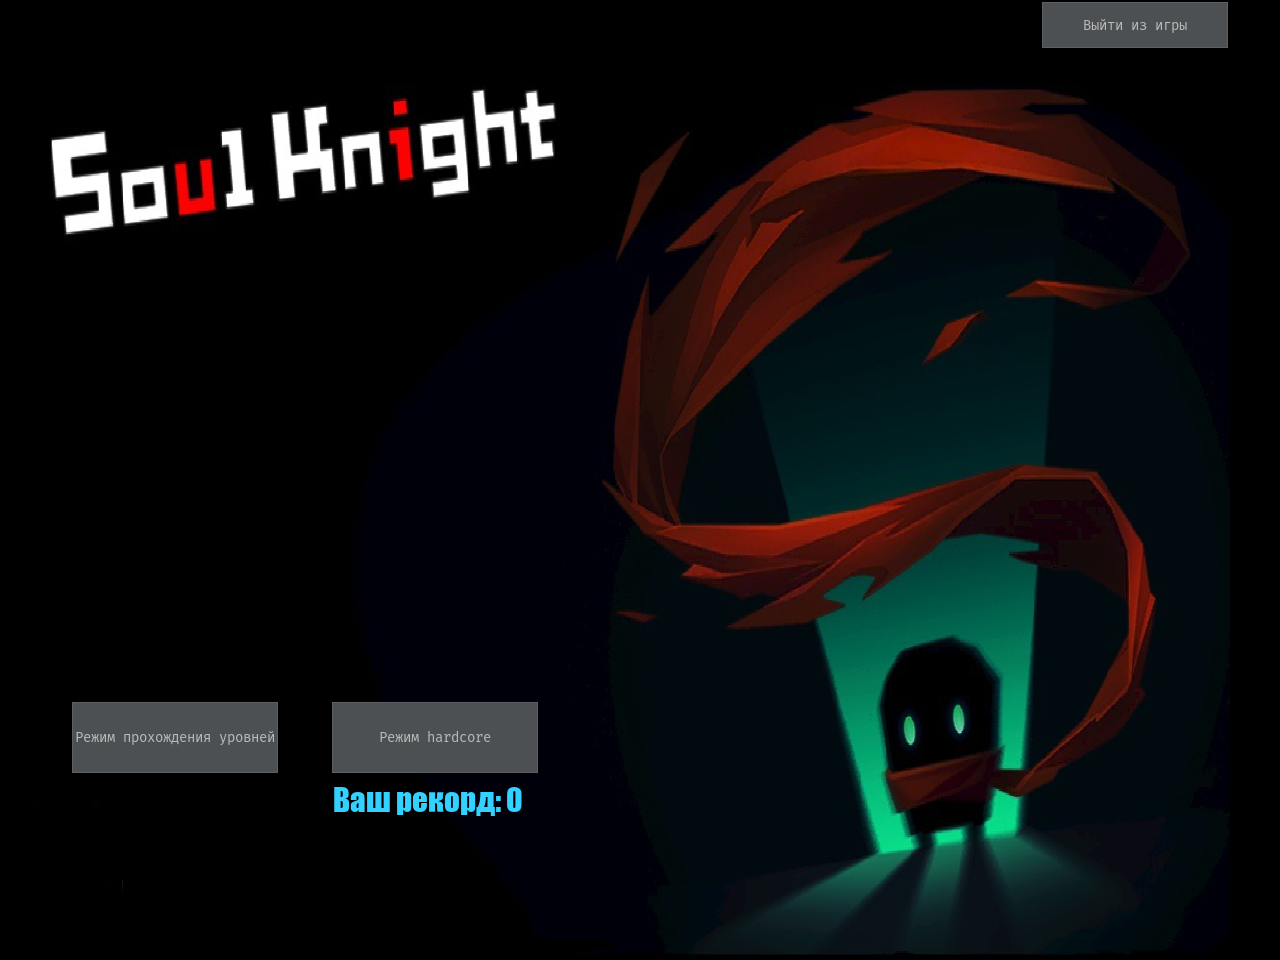 Выйти из игры
Soul Knight
Режим прохождения уровней
Режим hardcore
Ваш рекорд: 0